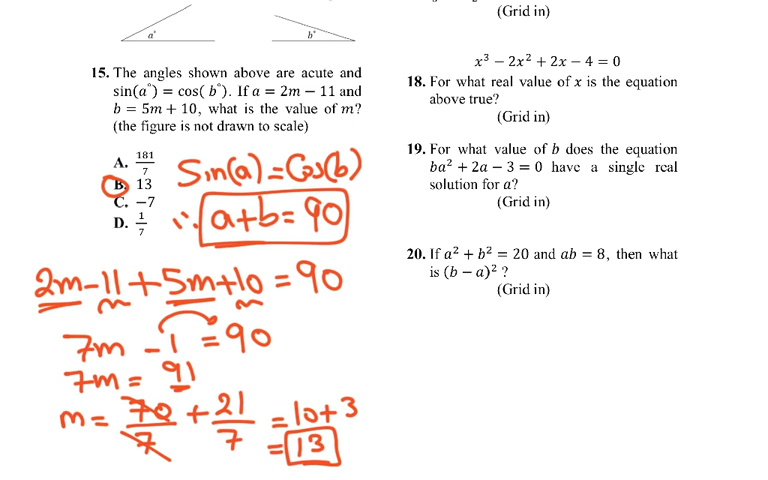 (Grid in)
a°
b°
15. The angles shown above are acute and
sin(a°) = cos( b°). If a = 2m − 11 and
b = 5m + 10, what is the value of m?
(the figure is not drawn to scale)
A. 181/7
B. 13
C. −7
D. 1/7
Sin(a)=Cos(b)
∴ a+b=90
2m-11+5m+10=90
7m -1 =90
7m = 91
m = 70/7 + 21/7 =10+3
= 13
x³ − 2x² + 2x − 4 = 0
18. For what real value of x is the equation
above true?
(Grid in)
19. For what value of b does the equation
ba² + 2a − 3 = 0 have a single real
solution for a?
(Grid in)
20. If a² + b² = 20 and ab = 8, then what
is (b − a)² ?
(Grid in)